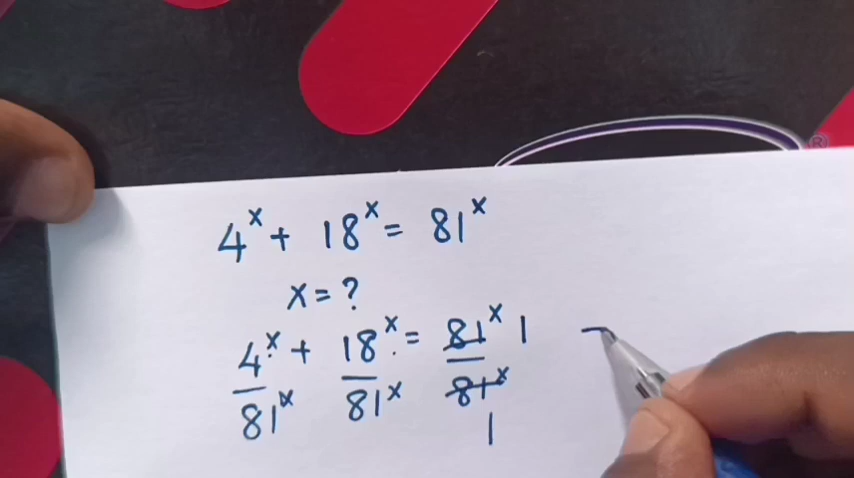 ®
4^x + 18^x = 81^x
x = ?
4^x/81^x + 18^x/81^x = 81^x/81^x 1
1